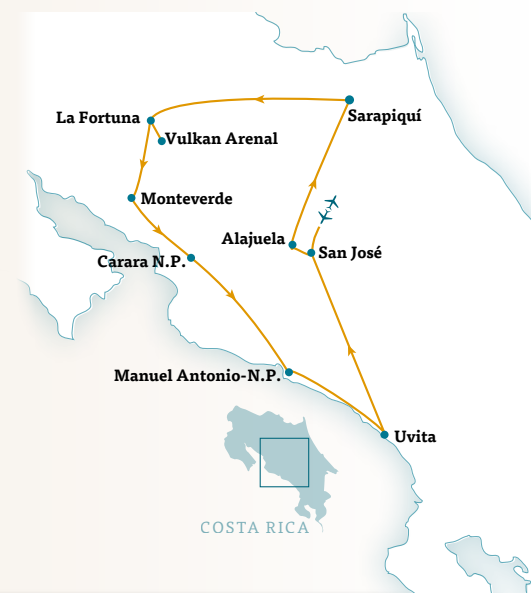 La Fortuna
Sarapiquí
Vulkan Arenal
Monteverde
Alajuela
San José
Carara N.P.
Manuel Antonio-N.P.
Uvita
COSTA RICA